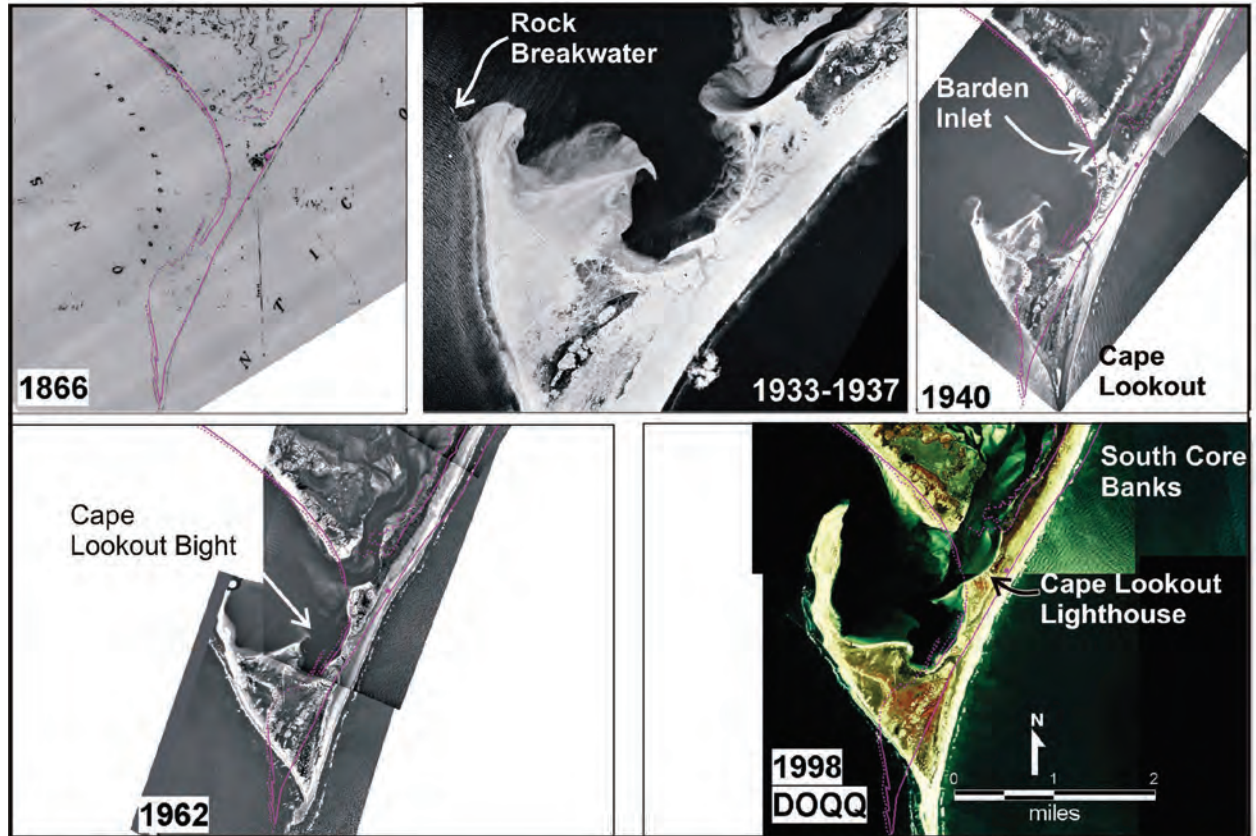 1866
Rock
Breakwater
1933-1937
Barden
Inlet
Cape
Lookout
1940
Cape
Lookout Bight
1962
South Core
Banks
Cape Lookout
Lighthouse
1998
DOQQ
N
0 1 2
miles